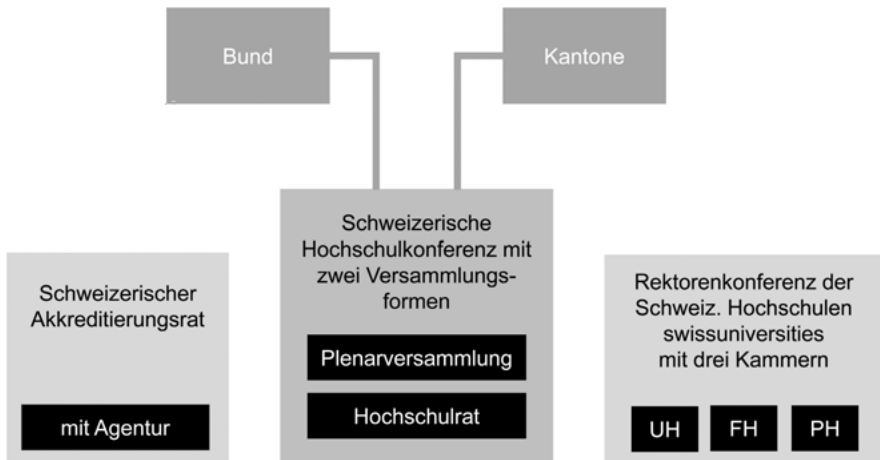 Bund
Kantone
Schweizerischer
Akkreditierungsrat
mit Agentur
Schweizerische
Hochschulkonferenz mit
zwei Versammlungs-
formen
Plenarversammlung
Hochschulrat
Rektorenkonferenz der
Schweiz. Hochschulen
swissuniversities
mit drei Kammern
UH
FH
PH